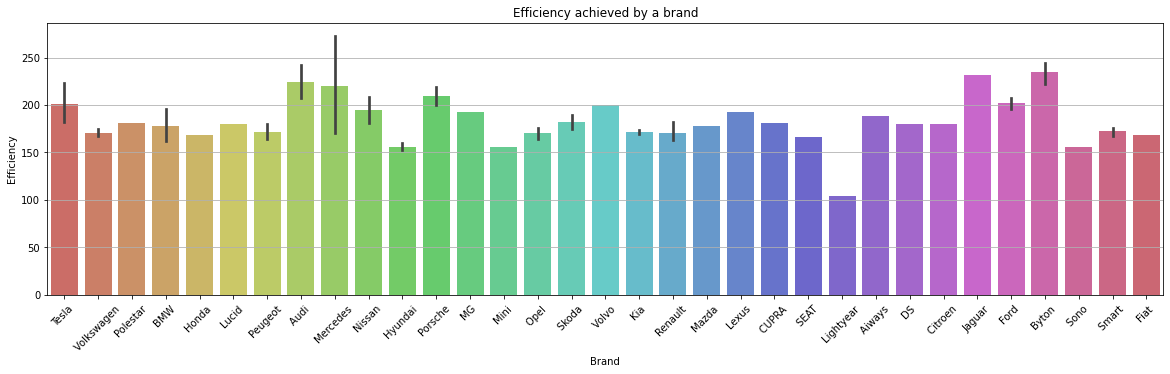 Efficiency achieved by a brand
Efficiency
250
200
150
100
50
0
Tesla
Volkswagen
Polestar
BMW
Honda
Lucid
Peugeot
Audi
Mercedes
Nissan
Hyundai
Porsche
MG
Mini
Opel
Skoda
Volvo
Kia
Renault
Mazda
Lexus
CUPRA
SEAT
Lightyear
Aiways
DS
Citroen
Jaguar
Ford
Byton
Sono
Smart
Fiat
Brand